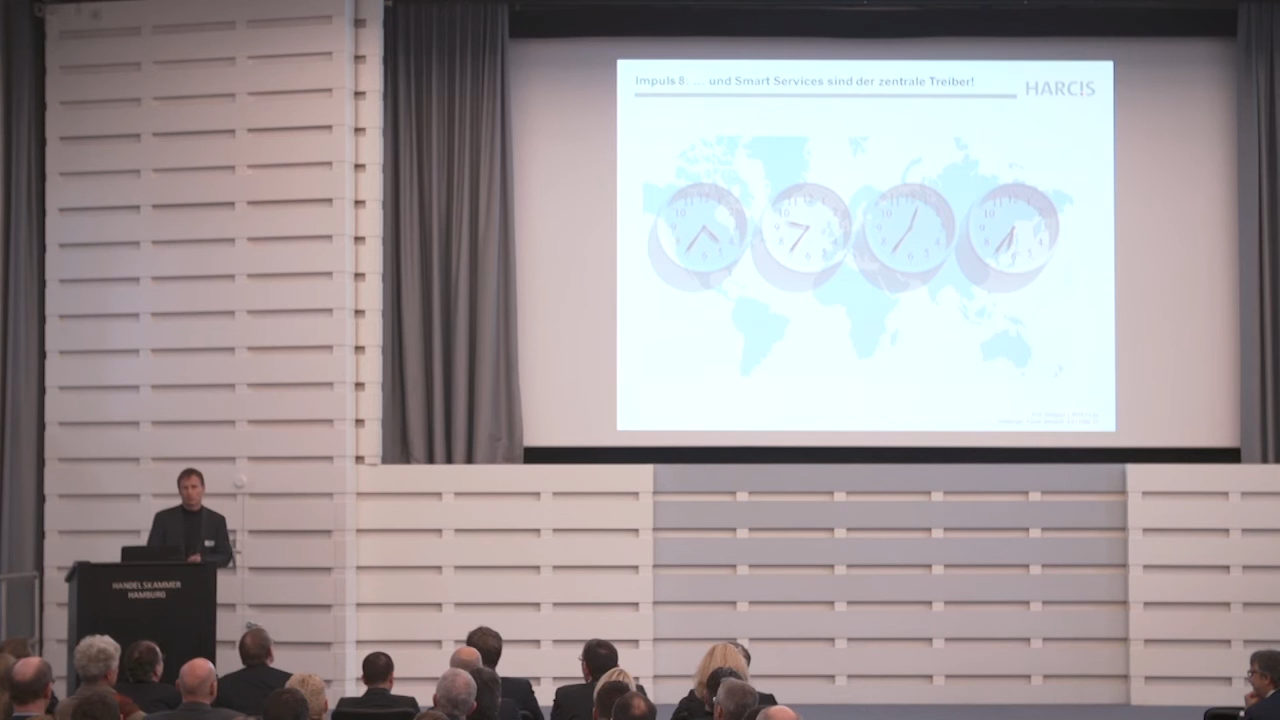 Impuls 8: ... und Smart Services sind der zentrale Treiber!
HARCIS
HANDELSKAMMER
HAMBURG